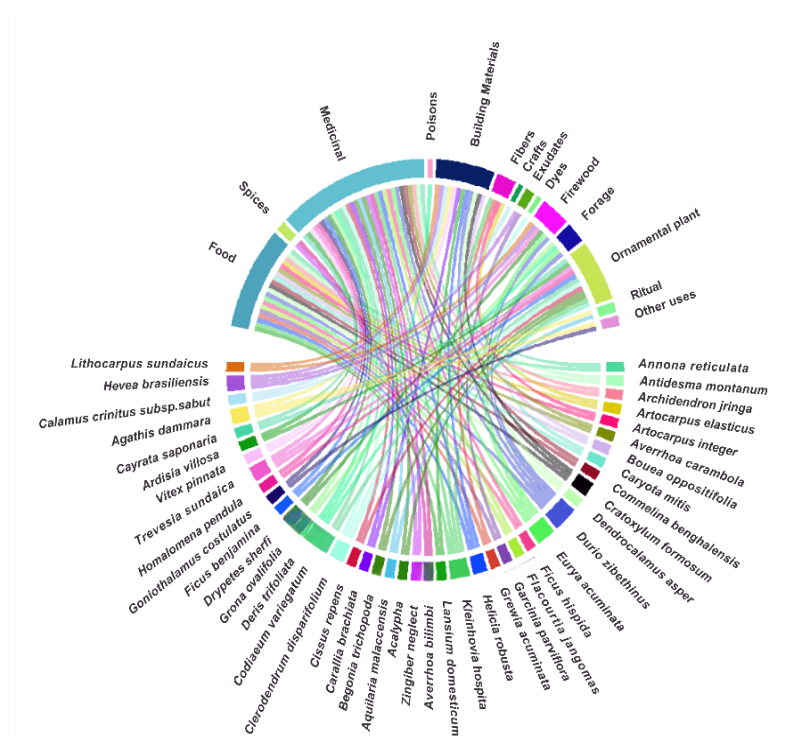 Food
Spices
Medicinal
Poisons
Building Materials
Fibers
Crafts
Exudates
Dyes
Firewood
Forage
Ornamental plant
Ritual
Other uses
Annona reticulata
Antidesma montanum
Archidendron jringa
Artocarpus elasticus
Artocarpus integer
Averrhoa carambola
Bouea oppositifolia
Caryota mitis
Commelina benghalensis
Cratoxylum formosum
Dendrocalamus asper
Durio zibethinus
Eurya acuminata
Ficus hispida
Flacourtia jangomas
Garcinia parviflora
Grewia acuminata
Helicia robusta
Kleinhovia hospita
Lansium domesticum
Averrhoa bilimbi
Zingiber neglect
Acalypha
Aquilaria malaccensis
Begonia trichopoda
Carallia brachiata
Cissus repens
Clerodendrum disparifolium
Codiaeum variegatum
Deris trifoliata
Grona ovalifolia
Drypetes sherfi
Ficus benjamina
Goniothalamus costulatus
Homalomena pendula
Trevesia sundaica
Vitex pinnata
Ardisia villosa
Cayrata saponaria
Agathis dammara
Calamus crinitus subsp.sabut
Hevea brasiliensis
Lithocarpus sundaicus